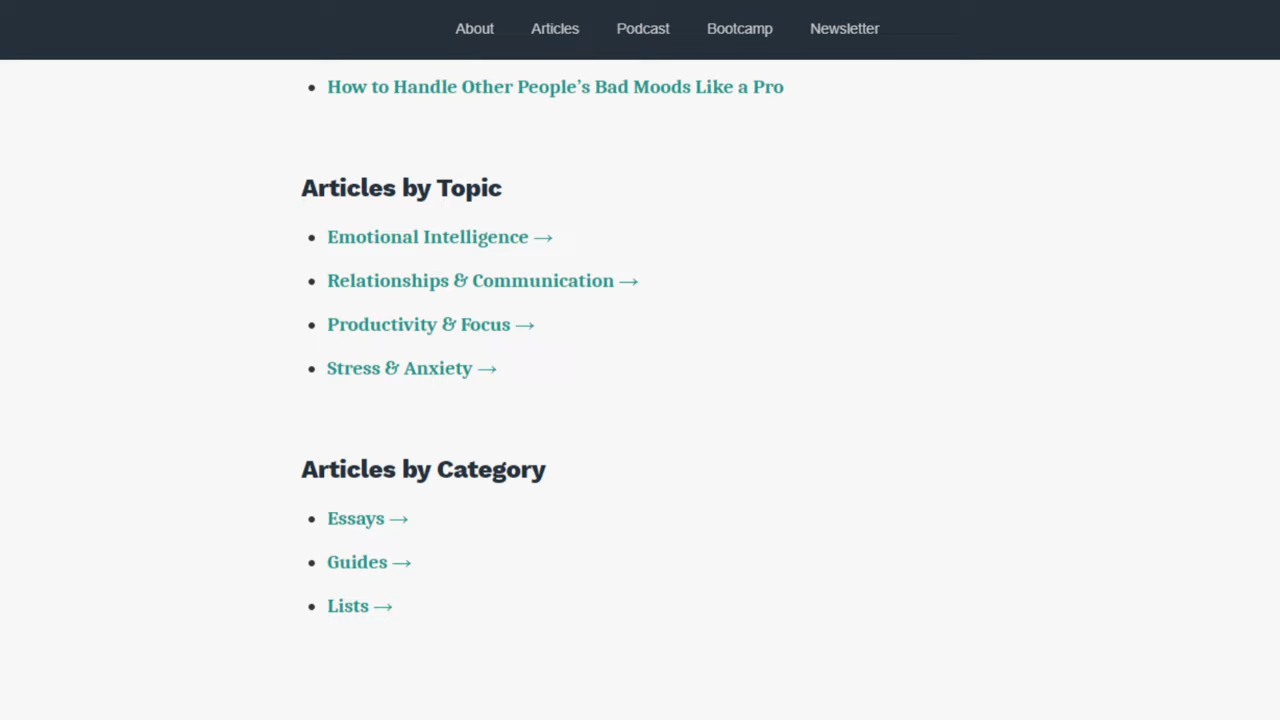 About Articles Podcast Bootcamp Newsletter
• How to Handle Other People’s Bad Moods Like a Pro
Articles by Topic
• Emotional Intelligence →
• Relationships & Communication →
• Productivity & Focus →
• Stress & Anxiety →
Articles by Category
• Essays →
• Guides →
• Lists →